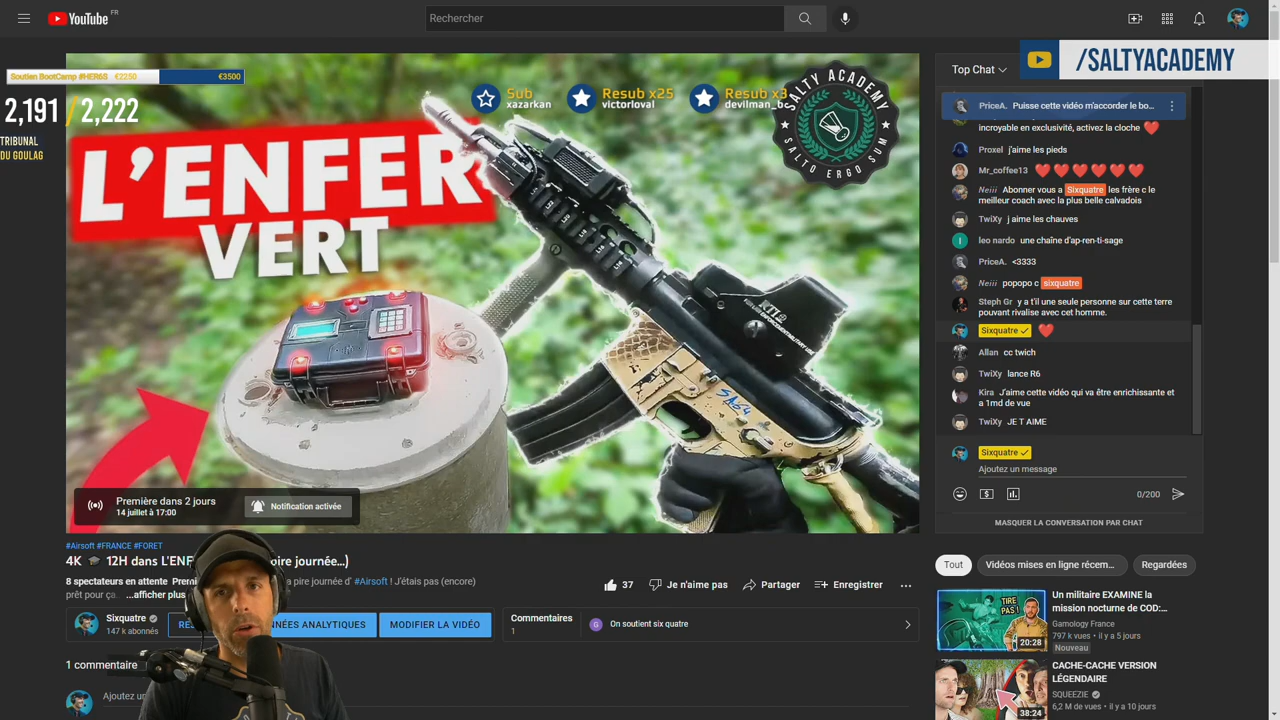 YouTube FR
Rechercher
/SALTYACADEMY
Soutien BootCamp #HER6S €2250 €3500
2,191 / 2,222
TRIBUNAL
DU GOULAG
Sub
xazarkan
Resub x25
victorloval
Resub x3
devilman_bc
SALTY ACADEMY
SALTO ERGO SUM
L'ENFER
VERT
SA64
Première dans 2 jours
14 juillet à 17:00
Notification activée
Top Chat
PriceA. Puisse cette vidéo m'accorder le bo...
incroyable en exclusivité, activez la cloche ❤️
Proxel j'aime les pieds
Mr_coffee13 ❤️❤️❤️❤️❤️❤️
Neiii Abonner vous a Sixquatre les frère c le
meilleur coach avec la plus belle calvadois
TwiXy j aime les chauves
leo nardo une chaîne d'ap-ren-ti-sage
PriceA. <3333
Neiii popopo c sixquatre
Steph Gr y a t'il une seule personne sur cette terre
pouvant rivalise avec cet homme.
Sixquatre ✓ ❤️
Allan cc twich
TwiXy lance R6
Kira J'aime cette vidéo qui va être enrichissante et
a 1md de vue
TwiXy JE T AIME
Sixquatre ✓
Ajoutez un message
0/200
MASQUER LA CONVERSATION PAR CHAT
#Airsoft #FRANCE #FORET
4K 🎓 12H dans L'ENF oire journée...)
8 spectateurs en attente Premi a pire journée d' #Airsoft ! J'étais pas (encore)
prêt pour ça... ...afficher plus
37 Je n'aime pas Partager Enregistrer ...
Sixquatre
147 k abonnés
NNÉES ANALYTIQUES
MODIFIER LA VIDÉO
Commentaires
1
On soutient six quatre
1 commentaire
Ajoutez un
Tout Vidéos mises en ligne récem... Regardées
TIRE
PAS !
20:28
Un militaire EXAMINE la
mission nocturne de COD:...
Gamology France
797 k vues • il y a 5 jours
Nouveau
38:24
CACHE-CACHE VERSION
LÉGENDAIRE
SQUEEZIE
6,2 M de vues • il y a 10 jours